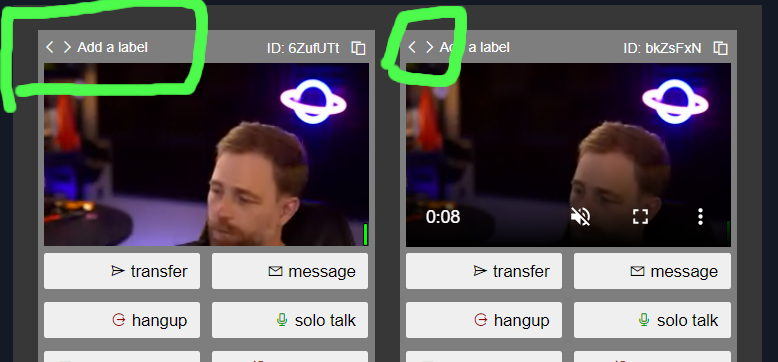 Add a label ID: 6ZufUTt
Add a label ID: bkZsFxN
0:08
transfer message
transfer message
hangup solo talk
hangup solo talk